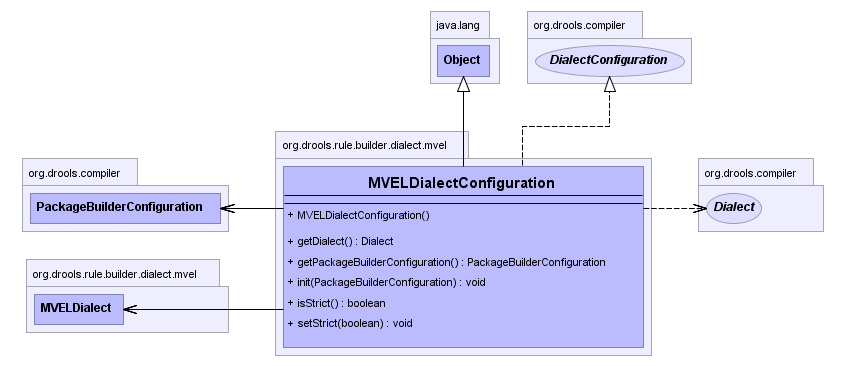 java.lang
Object
org.drools.compiler
DialectConfiguration
org.drools.rule.builder.dialect.mvel
MVELDialectConfiguration
+ MVELDialectConfiguration()
+ getDialect() : Dialect
+ getPackageBuilderConfiguration() : PackageBuilderConfiguration
+ init(PackageBuilderConfiguration) : void
+ isStrict() : boolean
+ setStrict(boolean) : void
org.drools.compiler
PackageBuilderConfiguration
org.drools.rule.builder.dialect.mvel
MVELDialect
org.drools.compiler
Dialect